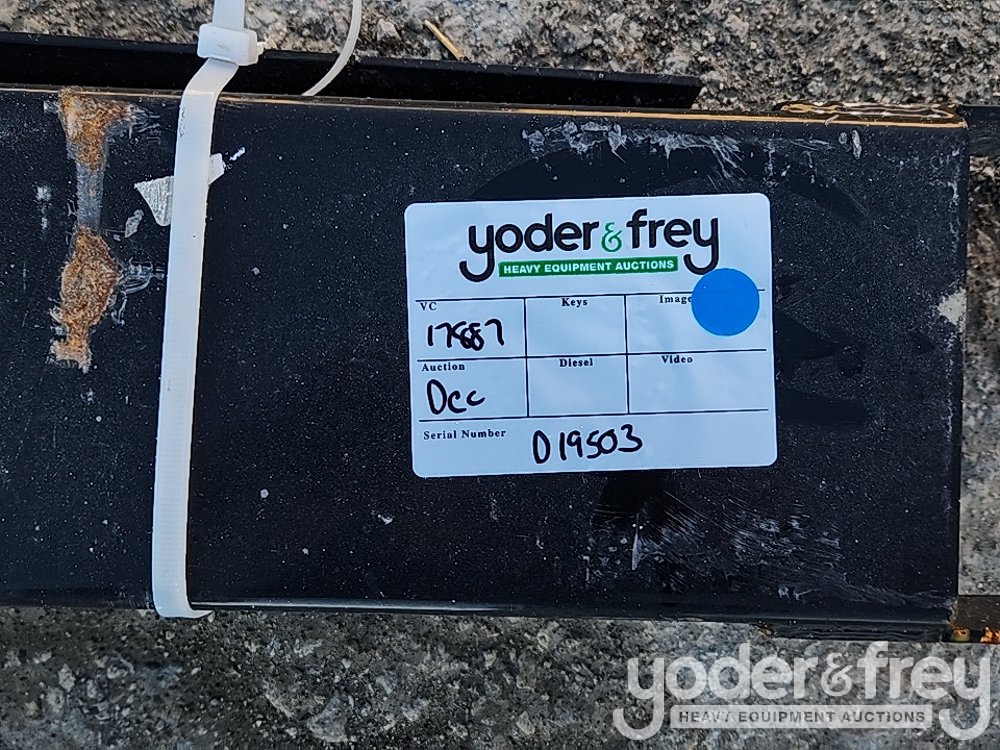 yoder & frey
HEAVY EQUIPMENT AUCTIONS
VC
Keys
Image
17887
Auction
Diesel
Video
Dec
Serial Number
D19503
yoder & frey
HEAVY EQUIPMENT AUCTIONS